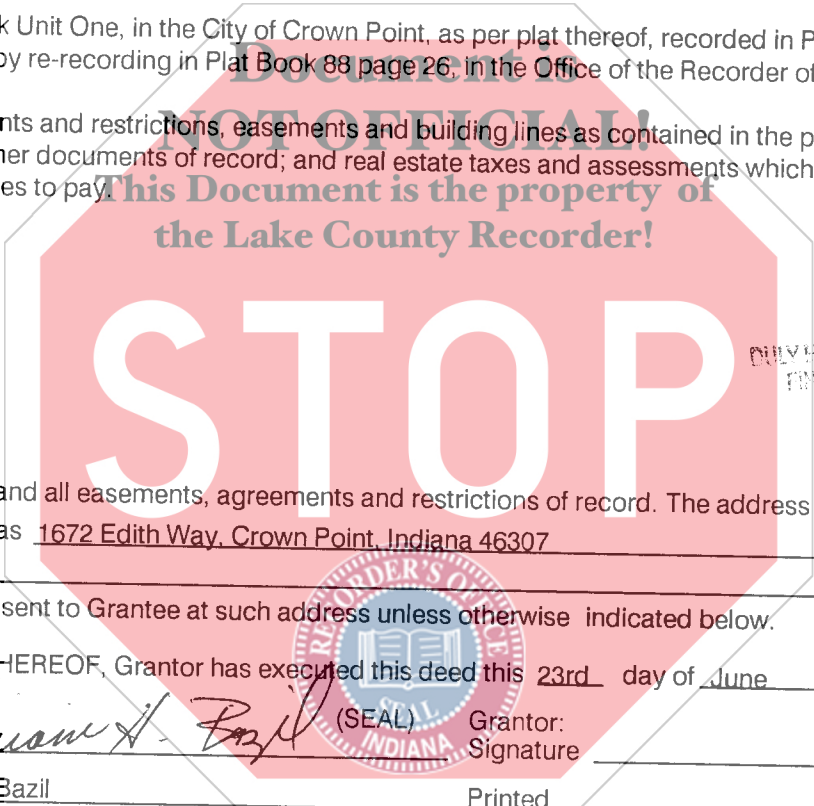 k Unit One, in the City of Crown Point, as per plat thereof, recorded in P
by re-recording in Plat Book 88 page 26, in the Office of the Recorder of
Document is
NOT OFFICIAL!
nts and restrictions, easements and building lines as contained in the p
ner documents of record; and real estate taxes and assessments which
es to pay.
This Document is the property of
the Lake County Recorder!
STOP
DULY
and all easements, agreements and restrictions of record. The address
as 1672 Edith Way, Crown Point, Indiana 46307
sent to Grantee at such address unless otherwise indicated below.
HEREOF, Grantor has executed this deed this 23rd day of June
RECORDER'S OFFICE
SEAL
INDIANA
H. Bazil (SEAL) Grantor:
Signature
Bazil Printed